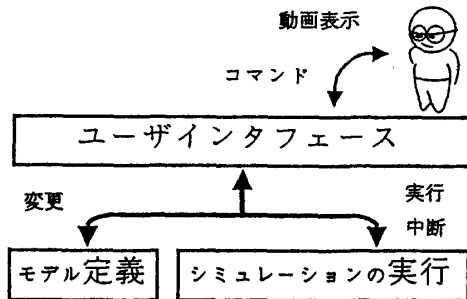 動画表示
コマンド
ユーザインタフェース
変更
実行
中断
モデル定義
シミュレーションの実行